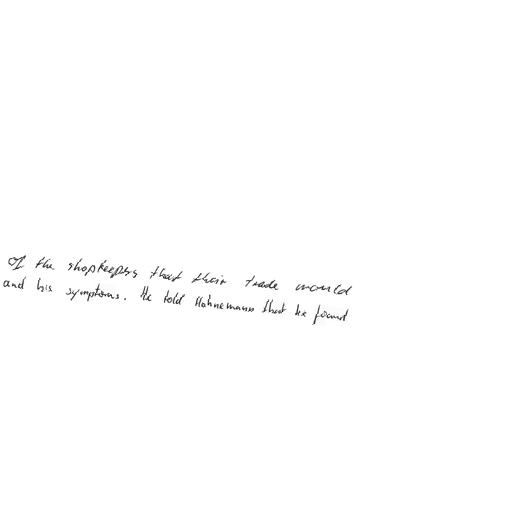 Of the shopkeepers that their trade would
and his symptoms. He told Hahnemann that he found